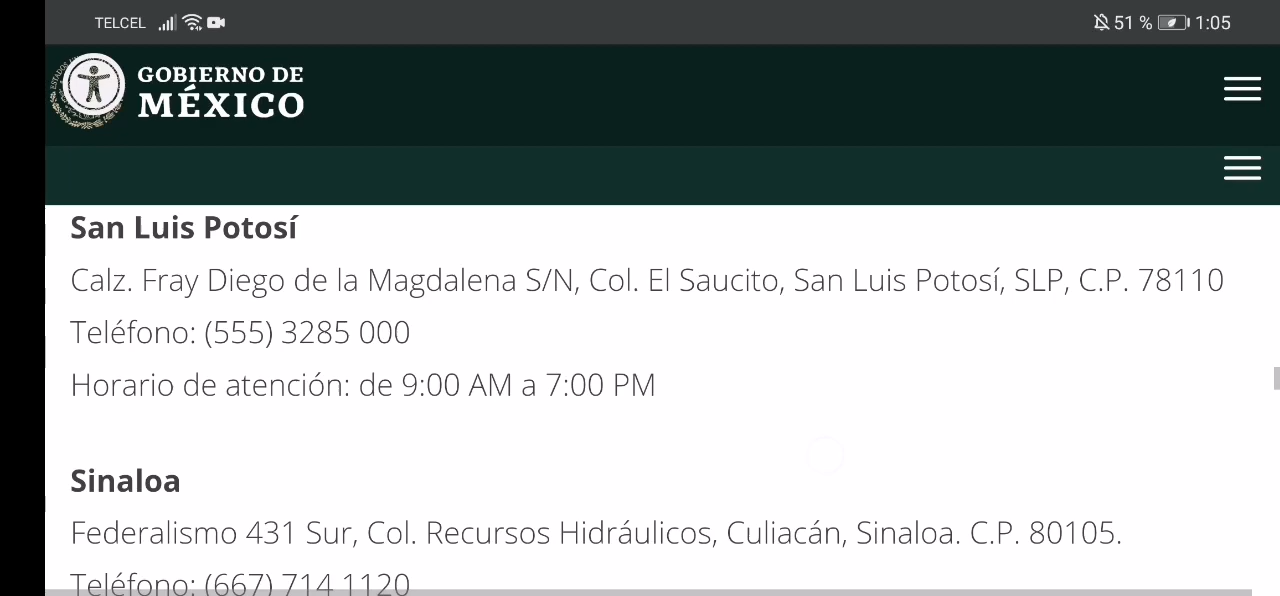 TELCEL 51 % 1:05
GOBIERNO DE
MÉXICO
San Luis Potosí
Calz. Fray Diego de la Magdalena S/N, Col. El Saucito, San Luis Potosí, SLP, C.P. 78110
Teléfono: (555) 3285 000
Horario de atención: de 9:00 AM a 7:00 PM
Sinaloa
Federalismo 431 Sur, Col. Recursos Hidráulicos, Culiacán, Sinaloa. C.P. 80105.
Teléfono: (667) 714 1120